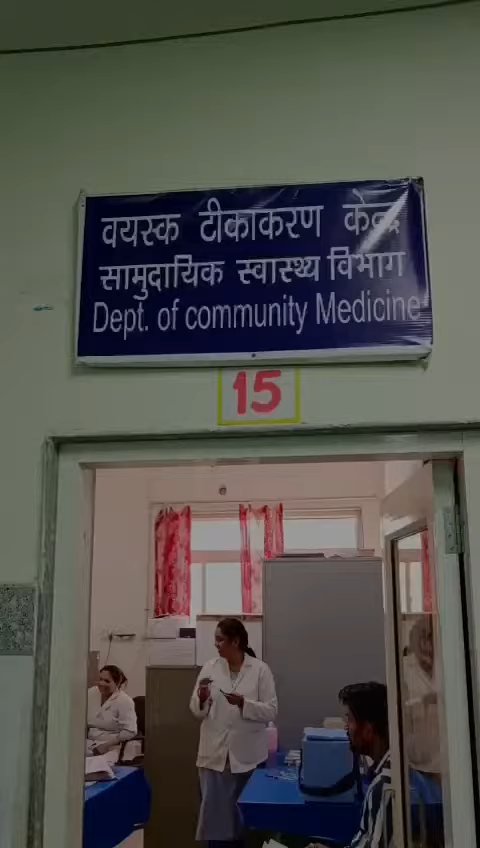 वयस्क टीकाकरण केन्द्र
सामुदायिक स्वास्थ्य विभाग
Dept. of community Medicine
15